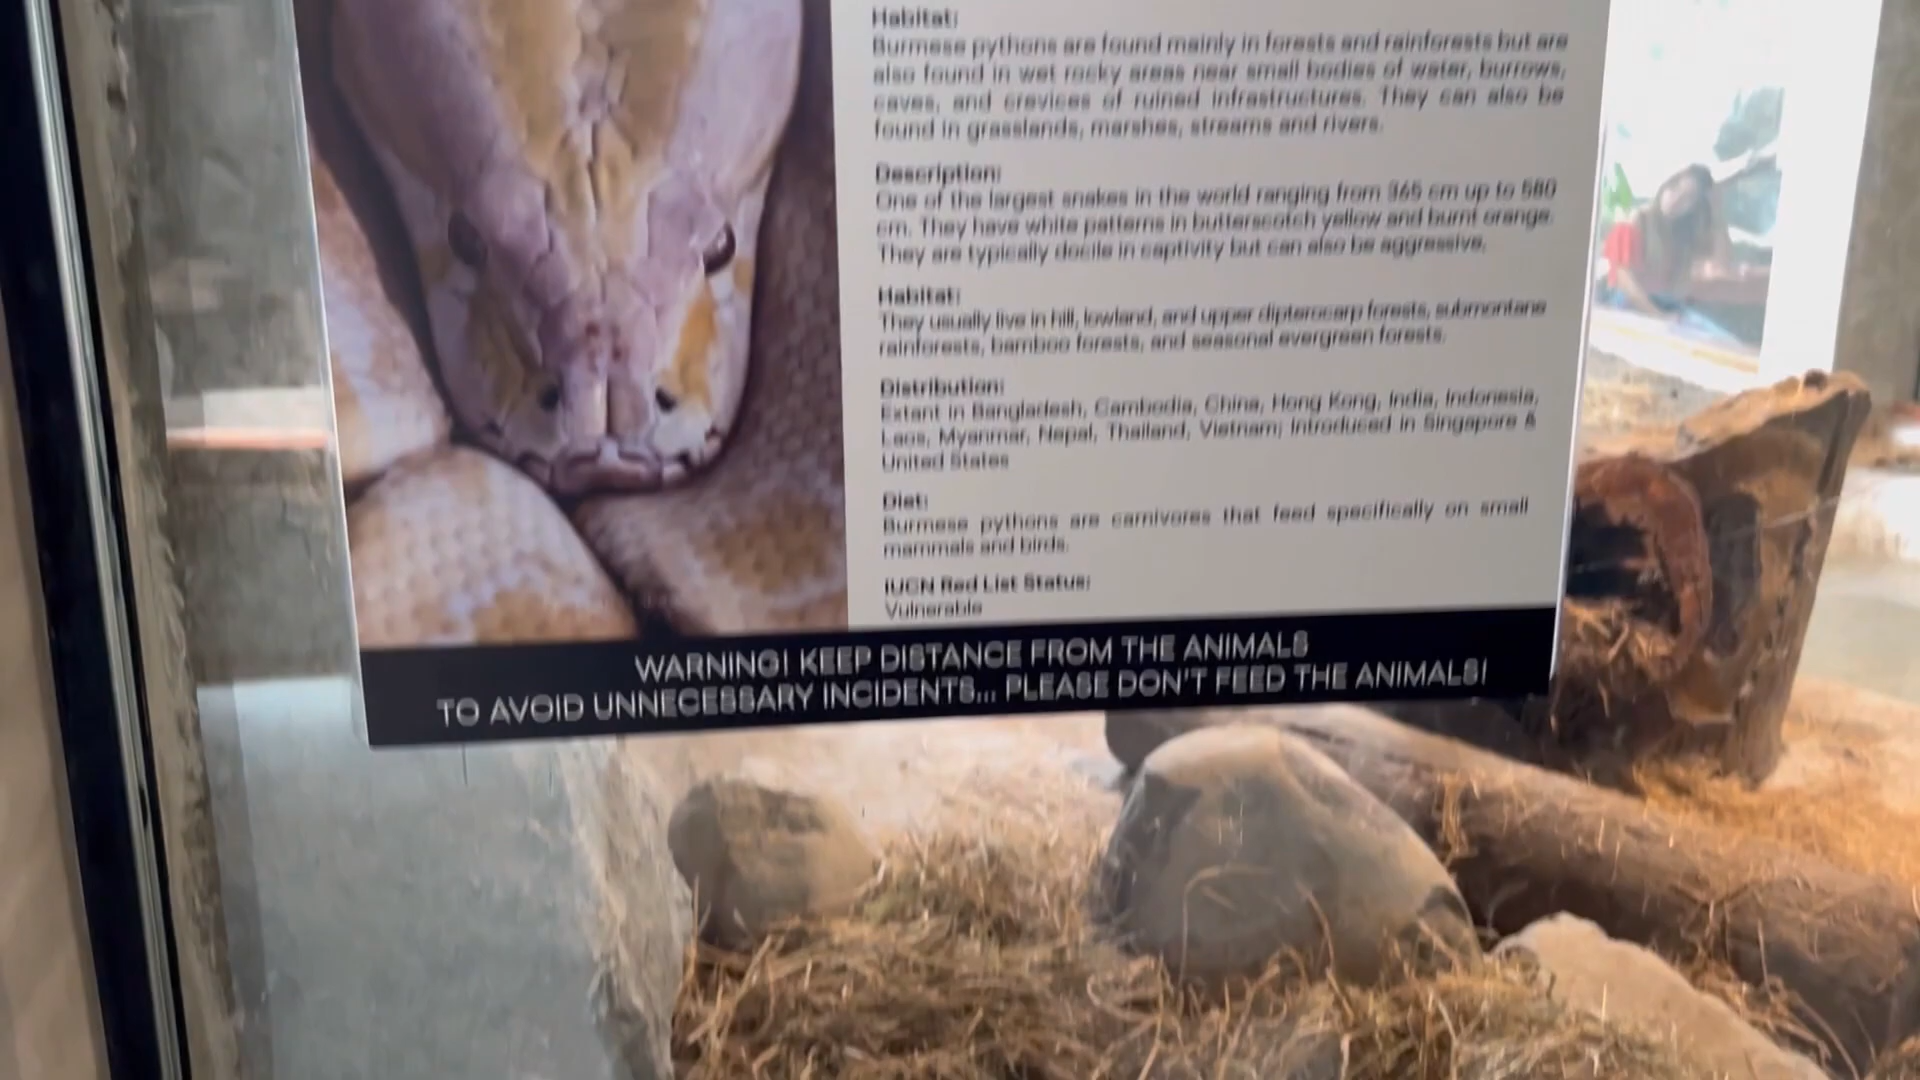 Habitat:
Burmese pythons are found mainly in forests and rainforests but are
also found in wet rocky areas near small bodies of water, burrows,
caves, and crevices of ruined infrastructures. They can also be
found in grasslands, marshes, streams and rivers.
Description:
One of the largest snakes in the world ranging from 365 cm up to 580
cm. They have white patterns in butterscotch yellow and burnt orange.
They are typically docile in captivity but can also be aggressive.
Habitat:
They usually live in hill, lowland, and upper dipterocarp forests, submontane
rainforests, bamboo forests, and seasonal evergreen forests.
Distribution:
Extant in Bangladesh, Cambodia, China, Hong Kong, India, Indonesia,
Laos, Myanmar, Nepal, Thailand, Vietnam; Introduced in Singapore &
United States
Diet:
Burmese pythons are carnivores that feed specifically on small
mammals and birds.
IUCN Red List Status:
Vulnerable
WARNING! KEEP DISTANCE FROM THE ANIMALS
TO AVOID UNNECESSARY INCIDENTS... PLEASE DON'T FEED THE ANIMALS!